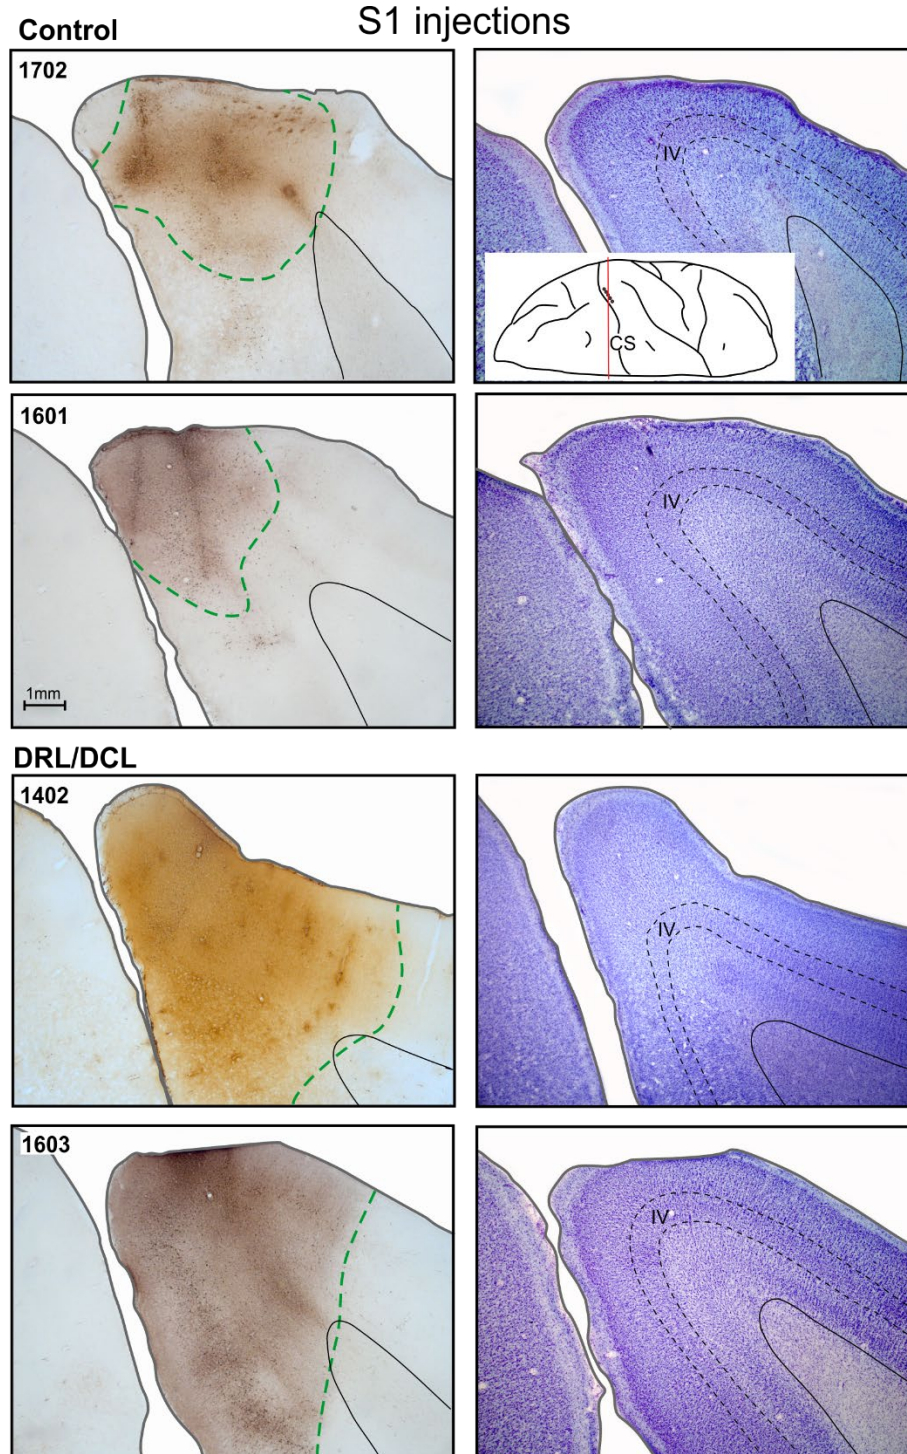 S1 injections
Control
1702
IV
CS
1601
IV
1mm
DRL/DCL
1402
IV
1603
IV